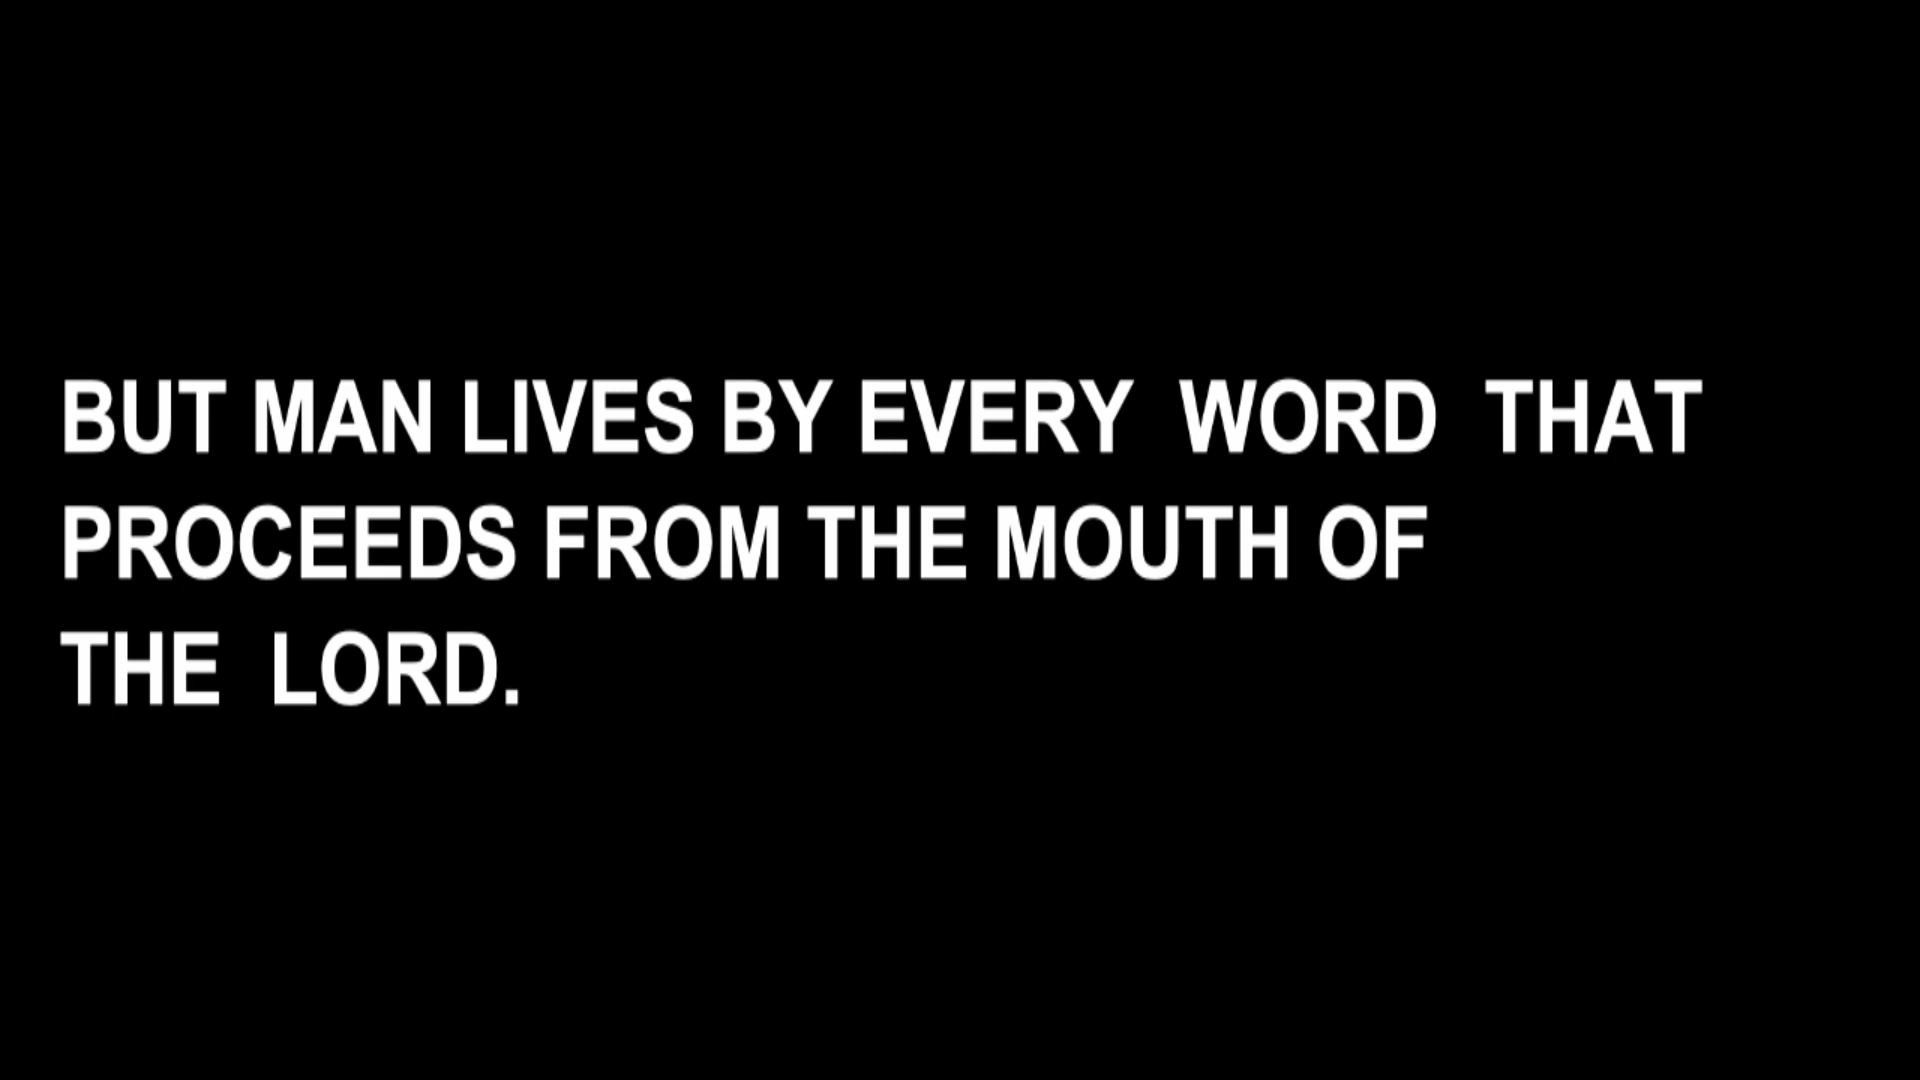 BUT MAN LIVES BY EVERY  WORD  THAT
PROCEEDS FROM THE MOUTH OF
THE  LORD.